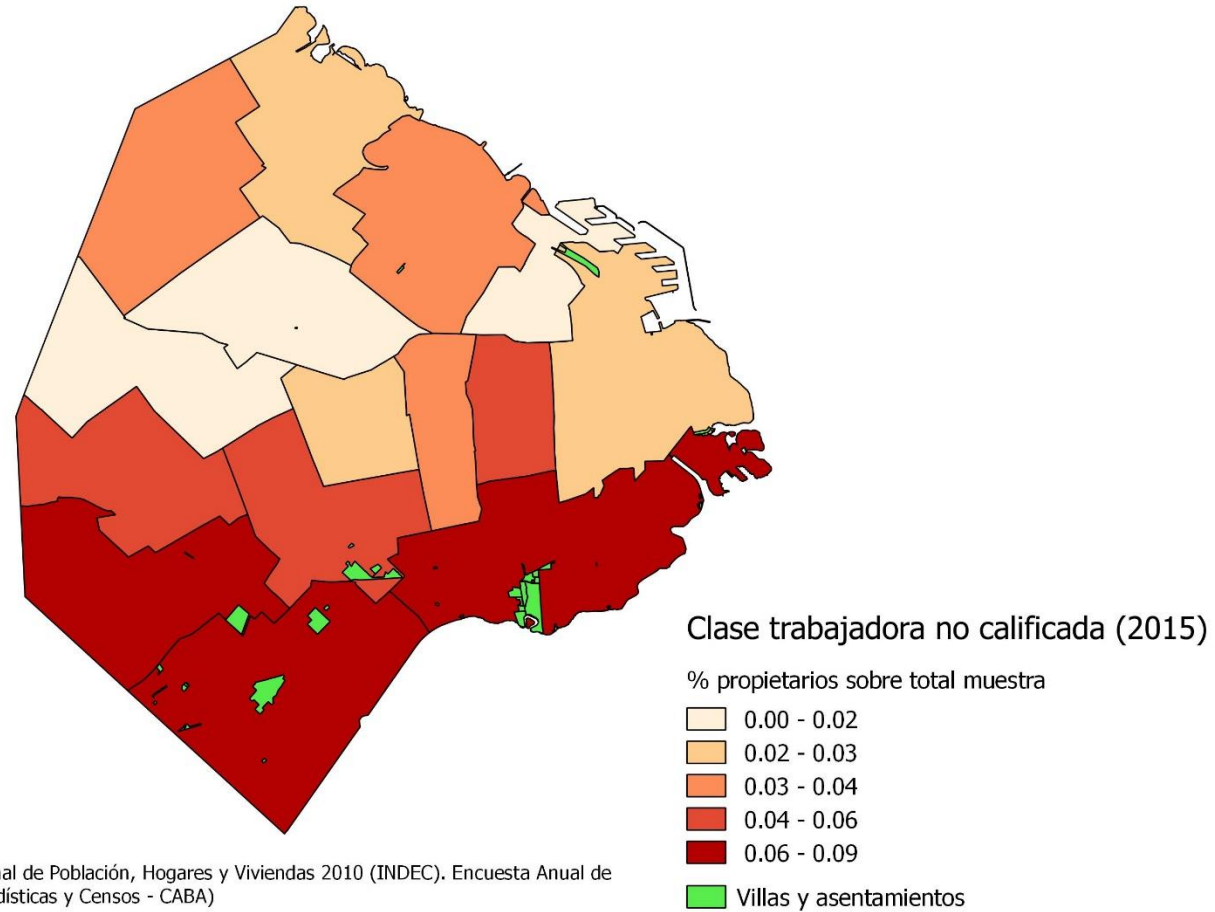 Clase trabajadora no calificada (2015)
% propietarios sobre total muestra
0.00 - 0.02
0.02 - 0.03
0.03 - 0.04
0.04 - 0.06
0.06 - 0.09
Villas y asentamientos
de Población, Hogares y Viviendas 2010 (INDEC). Encuesta Anual de
y Censos - CABA)